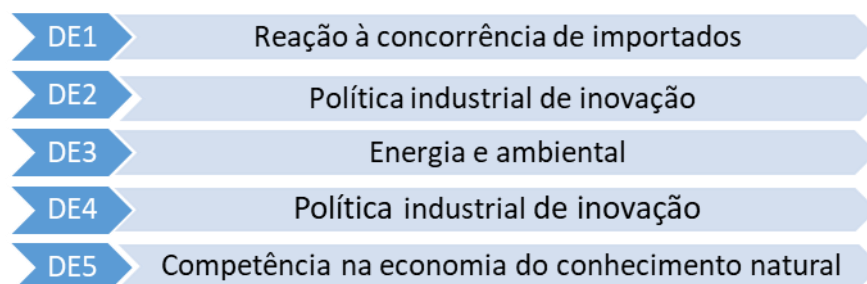 DE1 Reação à concorrência de importados
DE2 Política industrial de inovação
DE3 Energia e ambiental
DE4 Política industrial de inovação
DE5 Competência na economia do conhecimento natural